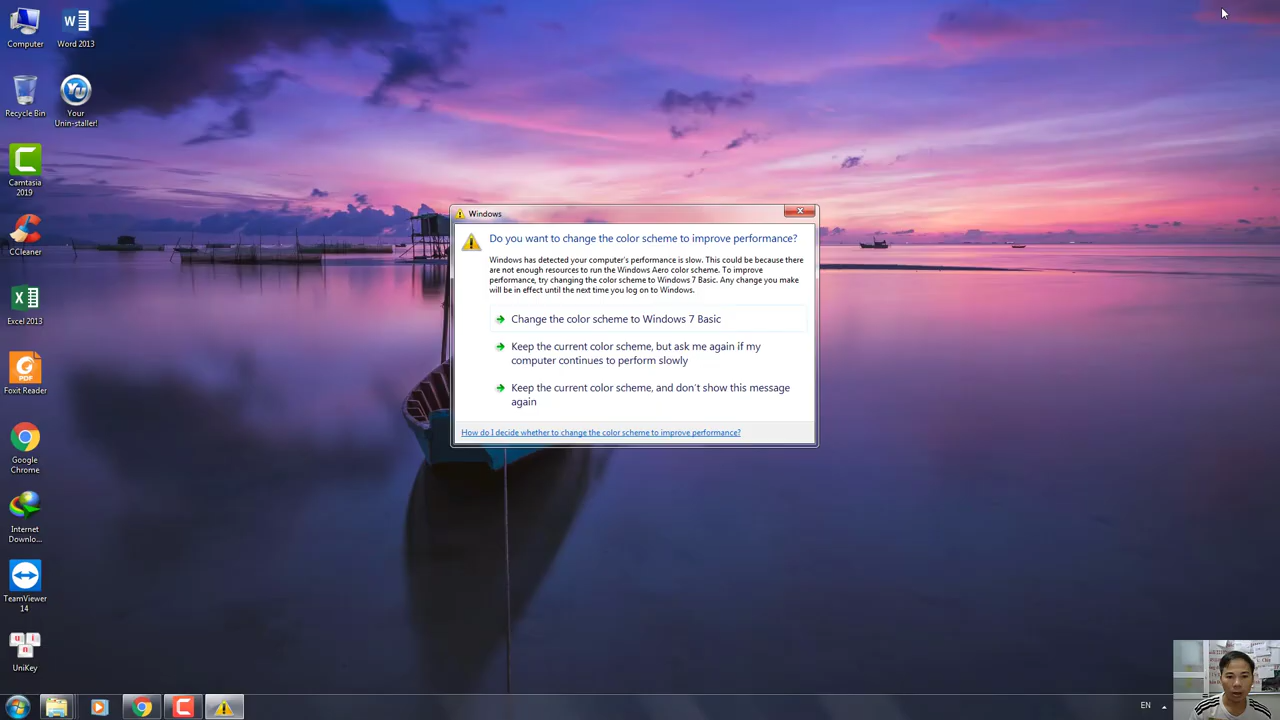 Computer
Word 2013
Recycle Bin
Your
Unin-staller!
Camtasia
2019
CCleaner
Excel 2013
Foxit Reader
Google
Chrome
Internet
Downlo...
TeamViewer
14
UniKey
Windows
Do you want to change the color scheme to improve performance?
Windows has detected your computer's performance is slow. This could be because there
are not enough resources to run the Windows Aero color scheme. To improve
performance, try changing the color scheme to Windows 7 Basic. Any change you make
will be in effect until the next time you log on to Windows.
Change the color scheme to Windows 7 Basic
Keep the current color scheme, but ask me again if my
computer continues to perform slowly
Keep the current color scheme, and don't show this message
again
How do I decide whether to change the color scheme to improve performance?
EN